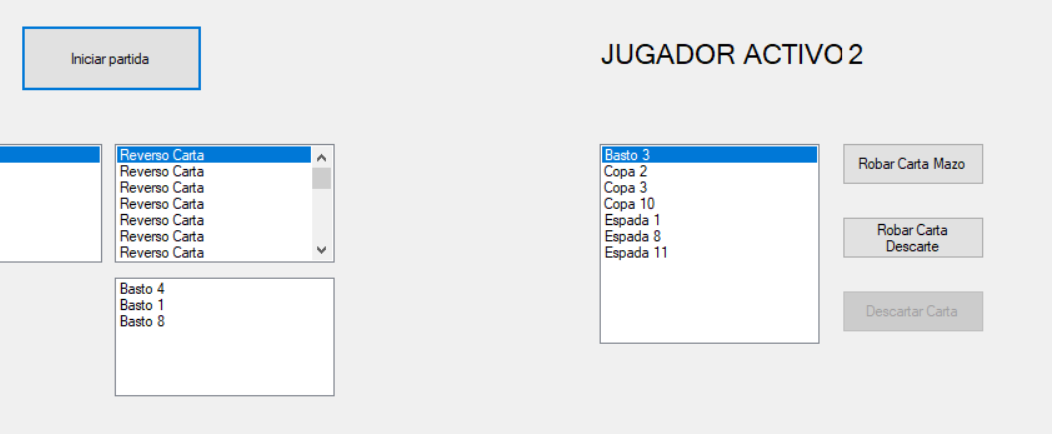 Iniciar partida
JUGADOR ACTIVO 2
Reverso Carta
Reverso Carta
Reverso Carta
Reverso Carta
Reverso Carta
Reverso Carta
Reverso Carta
Basto 4
Basto 1
Basto 8
Basto 3
Copa 2
Copa 3
Copa 10
Espada 1
Espada 8
Espada 11
Robar Carta Mazo
Robar Carta
Descarte
Descartar Carta